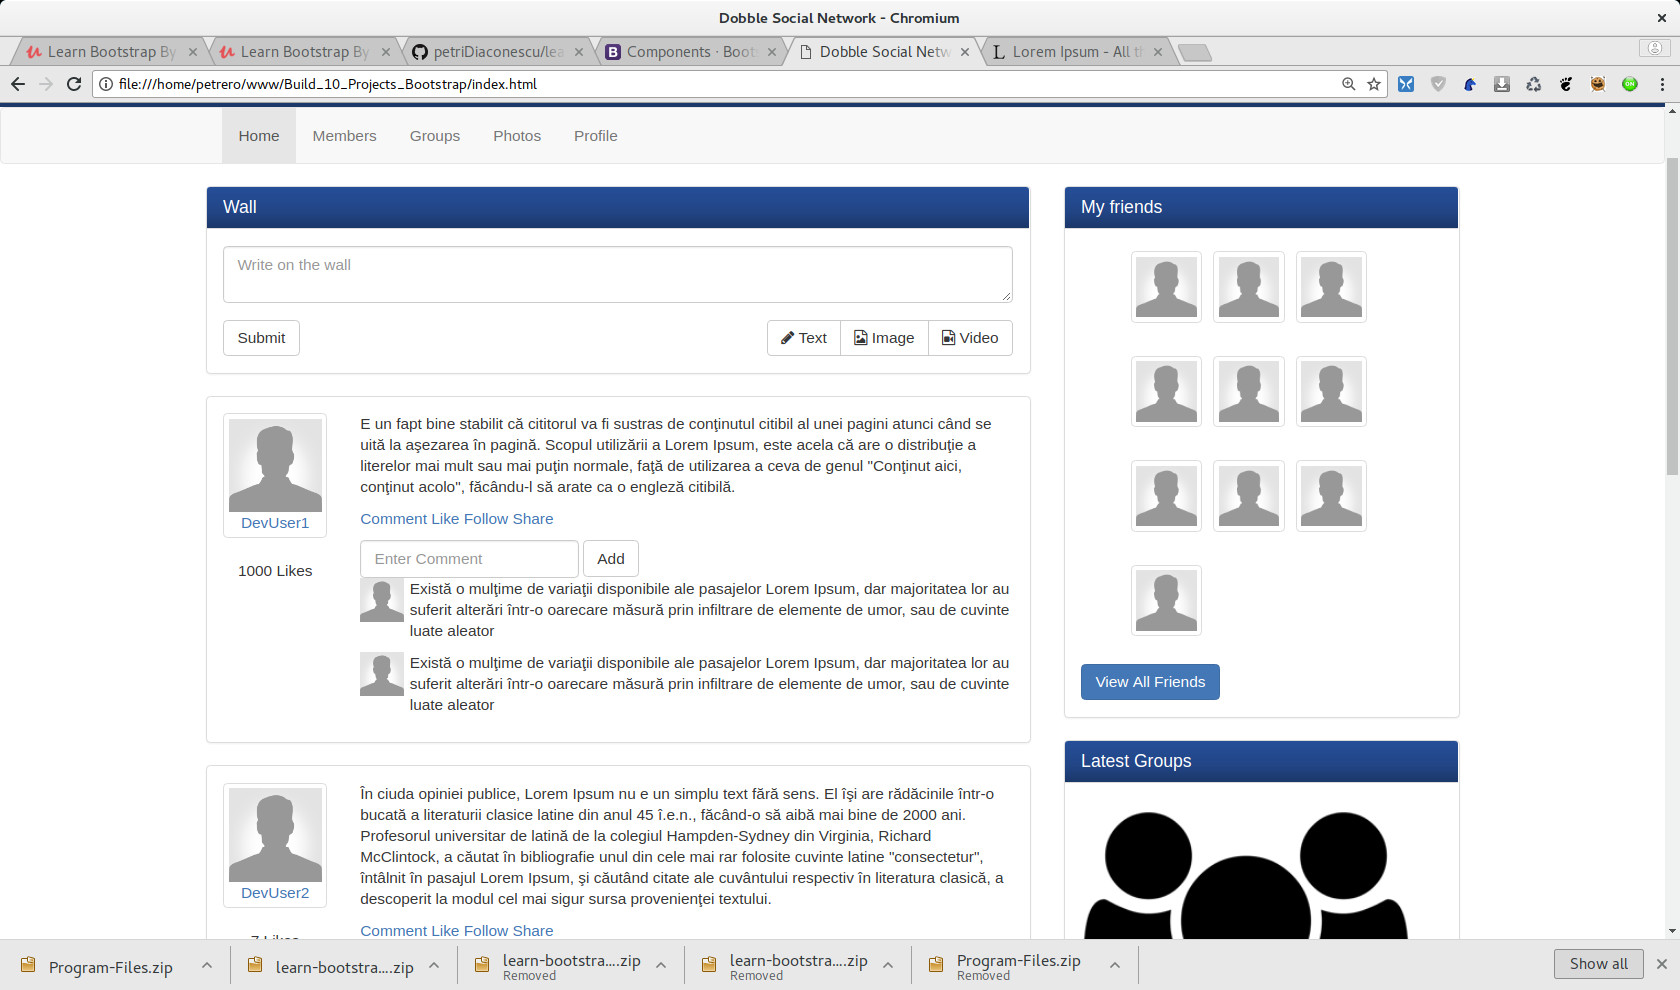 Dobble Social Network - Chromium
Learn Bootstrap By
Learn Bootstrap By
petriDiaconescu/lea
Components · Boots
Dobble Social Netw
Lorem Ipsum - All th
file:///home/petrero/www/Build_10_Projects_Bootstrap/index.html
Home Members Groups Photos Profile
Wall
Write on the wall
Submit
Text Image Video
E un fapt bine stabilit că cititorul va fi sustras de conţinutul citibil al unei pagini atunci când se
uită la aşezarea în pagină. Scopul utilizării a Lorem Ipsum, este acela că are o distribuţie a
literelor mai mult sau mai puţin normale, faţă de utilizarea a ceva de genul "Conţinut aici,
conţinut acolo", făcându-l să arate ca o engleză citibilă.
DevUser1
1000 Likes
Comment Like Follow Share
Enter Comment
Add
Există o mulţime de variaţii disponibile ale pasajelor Lorem Ipsum, dar majoritatea lor au
suferit alterări într-o oarecare măsură prin infiltrare de elemente de umor, sau de cuvinte
luate aleator
Există o mulţime de variaţii disponibile ale pasajelor Lorem Ipsum, dar majoritatea lor au
suferit alterări într-o oarecare măsură prin infiltrare de elemente de umor, sau de cuvinte
luate aleator
În ciuda opiniei publice, Lorem Ipsum nu e un simplu text fără sens. El îşi are rădăcinile într-o
bucată a literaturii clasice latine din anul 45 î.e.n., făcând-o să aibă mai bine de 2000 ani.
Profesorul universitar de latină de la colegiul Hampden-Sydney din Virginia, Richard
McClintock, a căutat în bibliografie unul din cele mai rar folosite cuvinte latine "consectetur",
întâlnit în pasajul Lorem Ipsum, şi căutând citate ale cuvântului respectiv în literatura clasică, a
descoperit la modul cel mai sigur sursa provenienţei textului.
DevUser2
7 Likes
Comment Like Follow Share
My friends
View All Friends
Latest Groups
Program-Files.zip
learn-bootstra....zip
learn-bootstra....zip
Removed
learn-bootstra....zip
Removed
Program-Files.zip
Removed
Show all